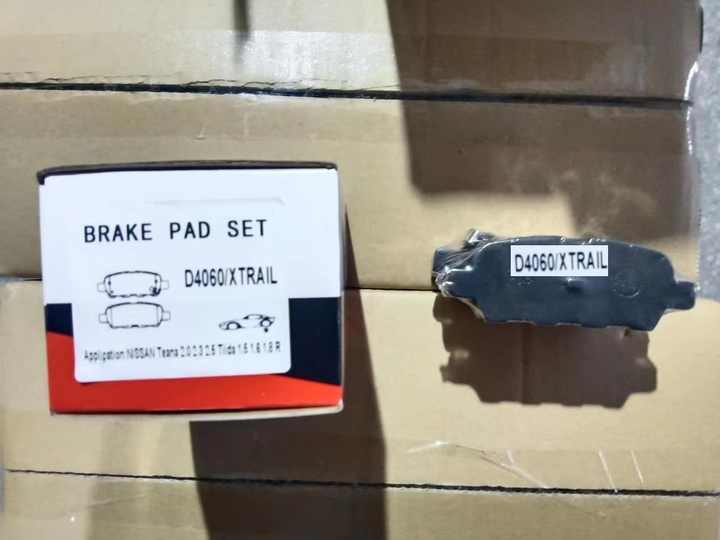 BRAKE PAD SET
D4060/XTRAIL
Application NISSAN Teana 2.0 2.3 2.5 Tiida 1.5 1.6 1.8 R
D4060/XTRAIL